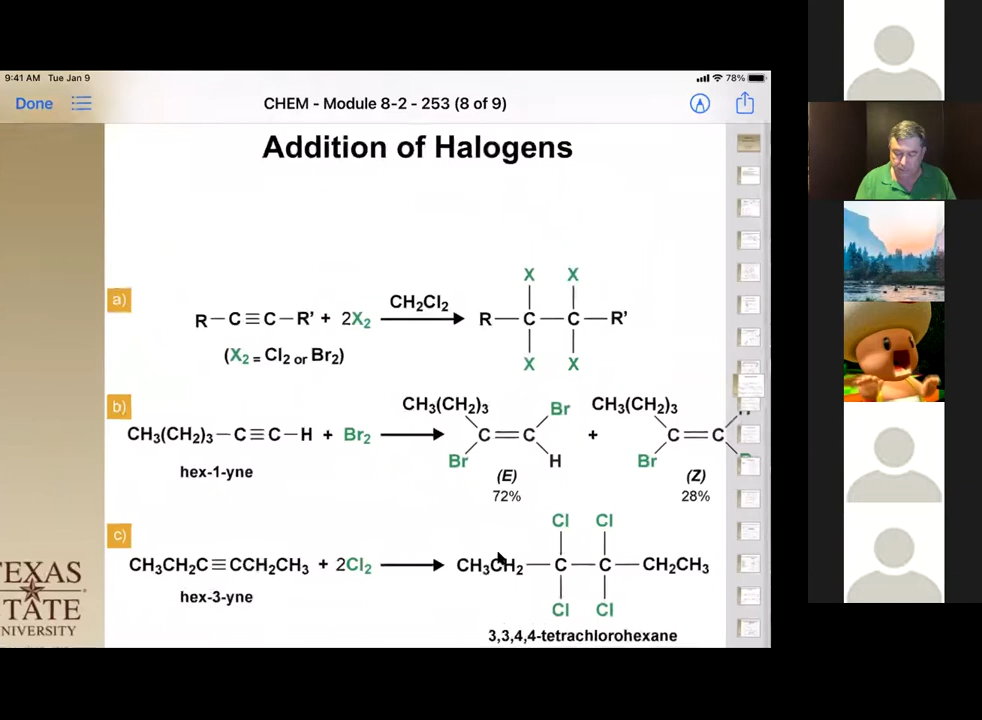 9:41 AM Tue Jan 9
78%
Done
CHEM - Module 8-2 - 253 (8 of 9)
Addition of Halogens
a)
R—C≡C—R' + 2X2
CH2Cl2
X X
R—C—C—R'
X X
(X2 = Cl2 or Br2)
b)
CH3(CH2)3—C≡C—H + Br2
hex-1-yne
CH3(CH2)3
Br
C=C
Br
H
(E)
72%
+
CH3(CH2)3
C=C
Br
(Z)
28%
c)
CH3CH2C≡CCH2CH3 + 2Cl2
hex-3-yne
Cl Cl
CH3CH2—C—C—CH2CH3
Cl Cl
3,3,4,4-tetrachlorohexane
TEXAS
STATE
UNIVERSITY